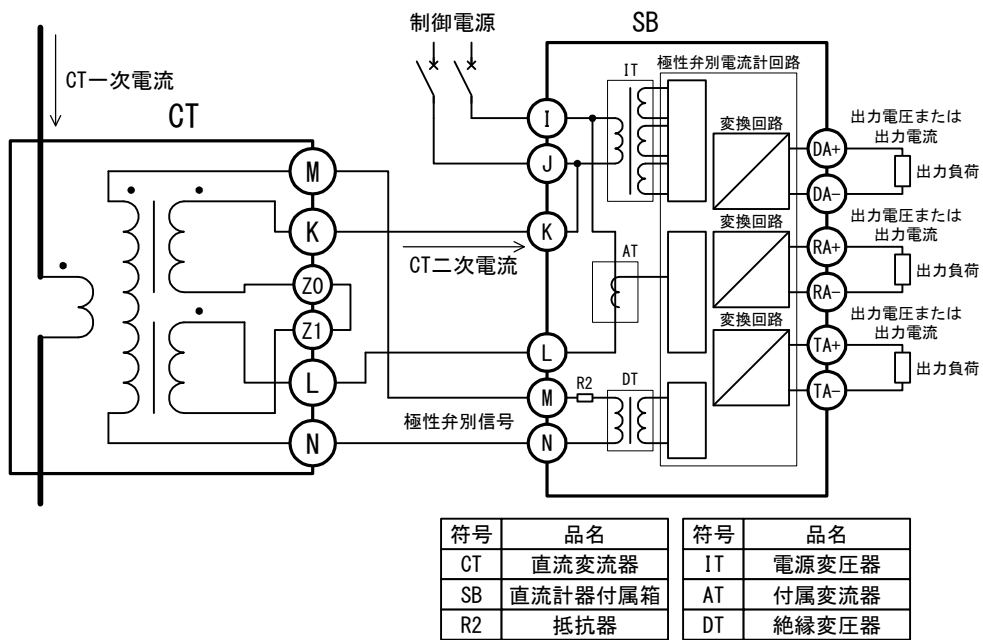 制御電源
SB
CT一次電流
CT
極性弁別電流計回路
IT
変換回路
出力電圧または
出力電流
出力負荷
I
J
K
L
M
N
DA+
DA-
M
K
Z0
Z1
L
N
CT二次電流
AT
変換回路
出力電圧または
出力電流
出力負荷
RA+
RA-
変換回路
出力電圧または
出力電流
出力負荷
TA+
TA-
R2
DT
極性弁別信号
符号 品名 符号 品名
CT 直流変流器 IT 電源変圧器
SB 直流計器付属箱 AT 付属変流器
R2 抵抗器 DT 絶縁変圧器